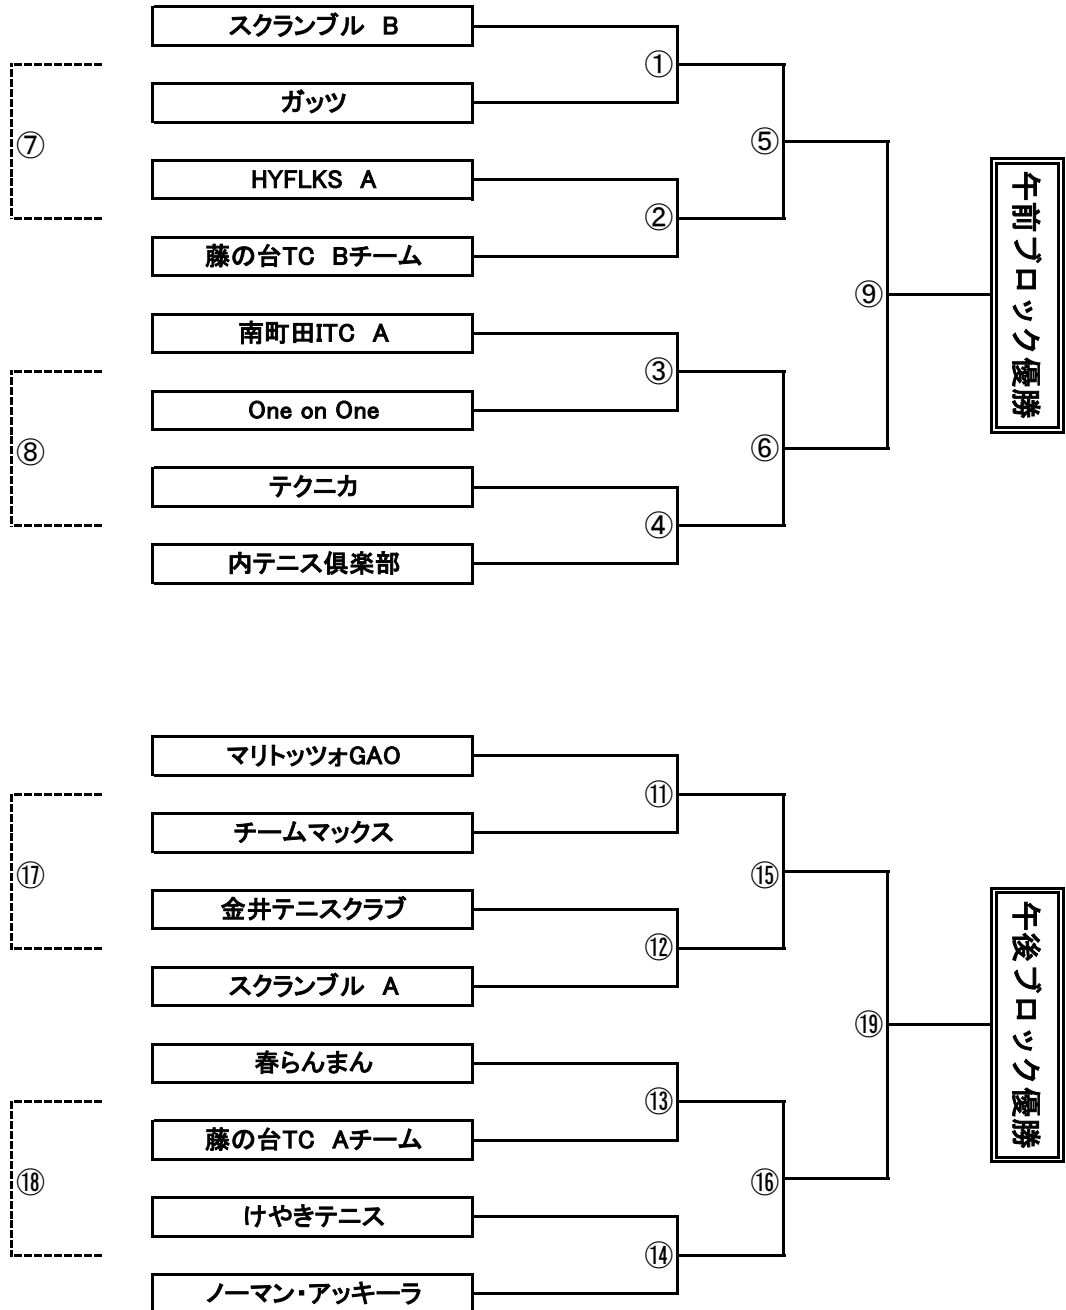 スクランブル　B
①
ガッツ
⑦
⑤
HYFLKS　A
②
藤の台TC　Bチーム
午前ブロック優勝
⑨
南町田ITC　A
③
One on One
⑧
⑥
テクニカ
④
内テニス倶楽部
マリトッツォGAO
⑪
チームマックス
⑰
⑮
金井テニスクラブ
⑫
スクランブル　A
午後ブロック優勝
⑲
春らんまん
⑬
藤の台TC　Aチーム
⑱
⑯
けやきテニス
⑭
ノーマン・アッキーラ